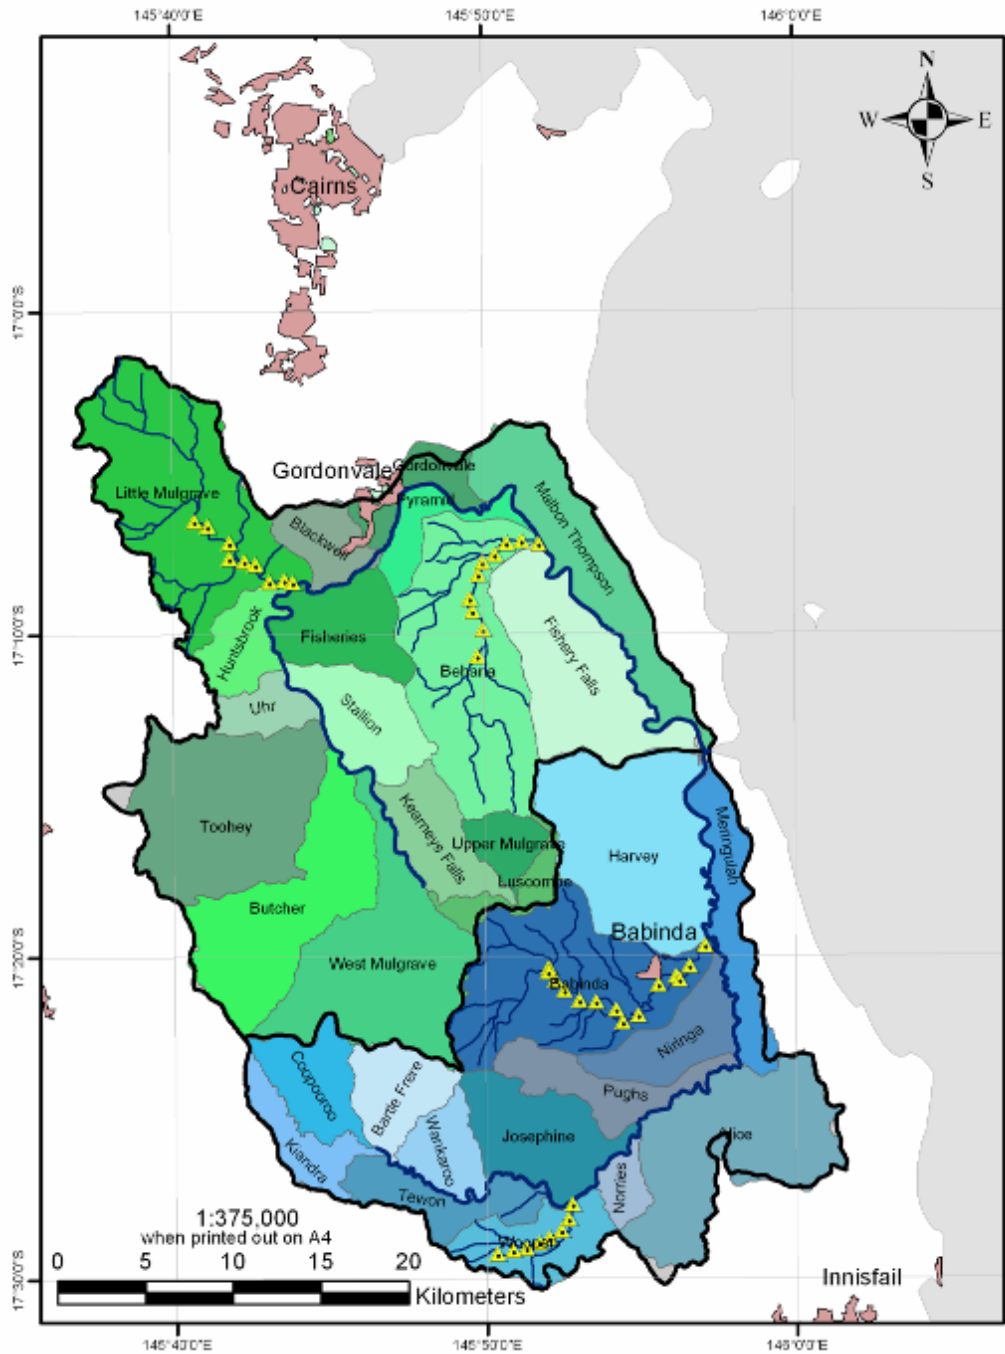 145°40'0"E 145°50'0"E 146°0'0"E
N
W E
S
Cairns
17°0'0"S
Gordonvale
Gordonvale
Little Mulgrave
Pyramid
Malbon Thompson
Blackwell
17°10'0"S
Huntsbrook
Fisheries
Fishery Falls
Behana
Uhr
Stallion
Toohey
Kearneys Falls
Upper Mulgrave
Harvey
Meringulah
Luscombe
Butcher
Babinda
17°20'0"S
West Mulgrave
Babinda
Niringa
Coopooroo
Bartle Frere
Pughs
Wankaroo
Josephine
Alice
Kiandra
Tewon
Norries
1:375,000
when printed out on A4
Woopen
0 5 10 15 20
Kilometers
Innisfail
17°30'0"S
145°40'0"E 145°50'0"E 146°0'0"E